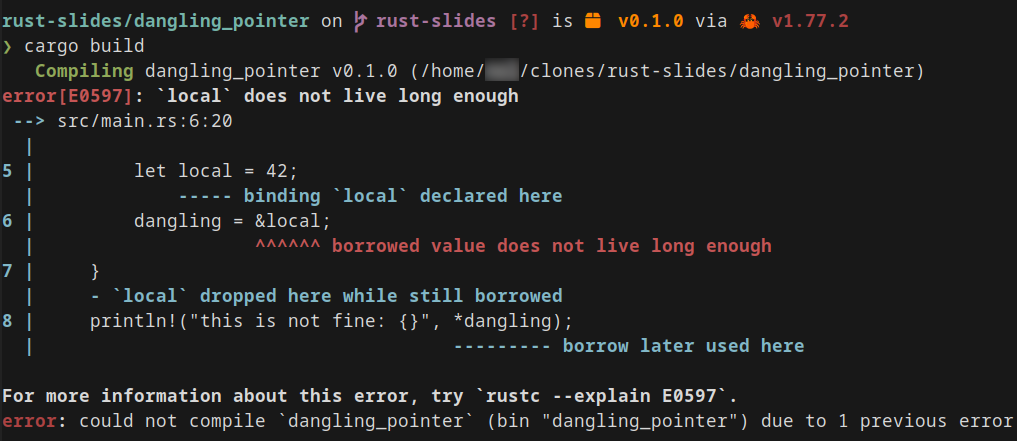 rust-slides/dangling_pointer on rust-slides [?] is 📦 v0.1.0 via 🦀 v1.77.2
❯ cargo build
   Compiling dangling_pointer v0.1.0 (/home/ /clones/rust-slides/dangling_pointer)
error[E0597]: `local` does not live long enough
 --> src/main.rs:6:20
  |
5 |         let local = 42;
  |             ----- binding `local` declared here
6 |         dangling = &local;
  |                    ^^^^^^ borrowed value does not live long enough
7 |     }
  |     - `local` dropped here while still borrowed
8 |     println!("this is not fine: {}", *dangling);
  |                                      --------- borrow later used here

For more information about this error, try `rustc --explain E0597`.
error: could not compile `dangling_pointer` (bin "dangling_pointer") due to 1 previous error